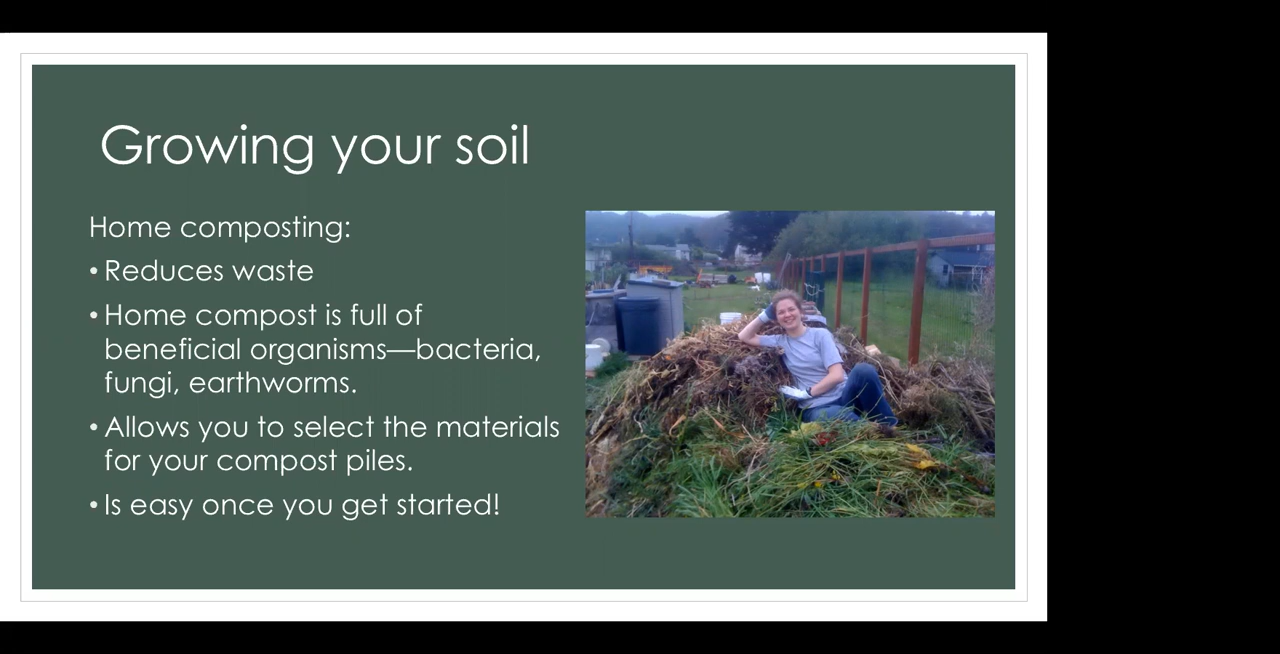 Growing your soil
Home composting:
• Reduces waste
• Home compost is full of
beneficial organisms—bacteria,
fungi, earthworms.
• Allows you to select the materials
for your compost piles.
• Is easy once you get started!